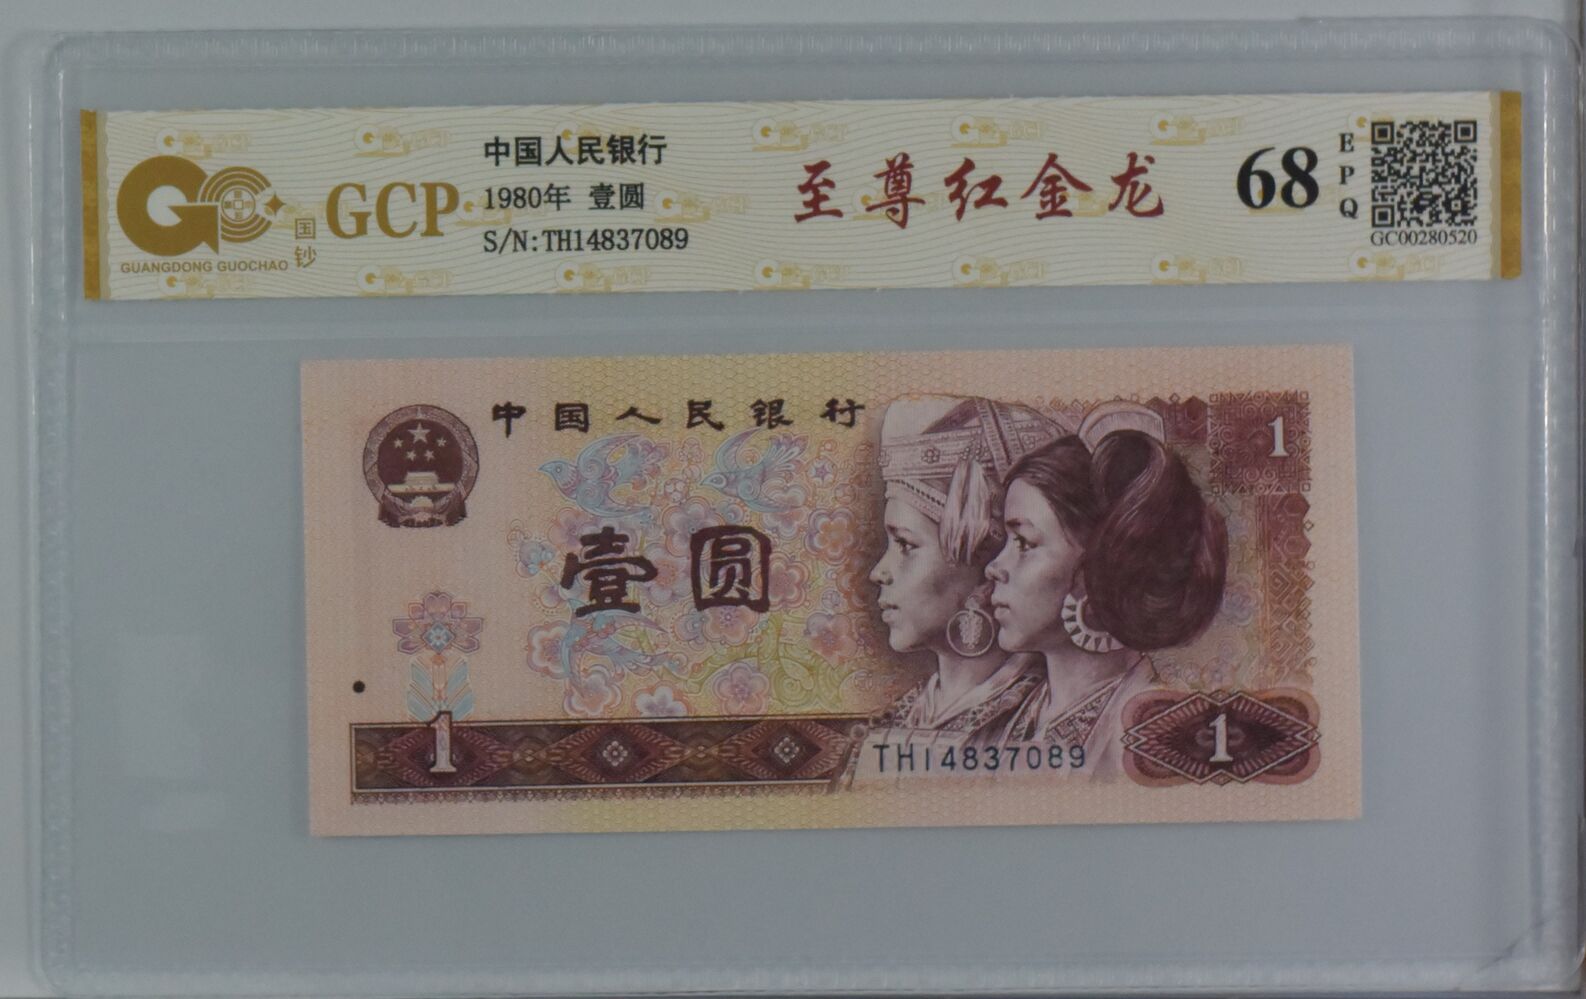 中国人民银行
1980年 壹圆
S/N:TH14837089
GCP
国钞
GUANGDONG GUOCHAO
至尊红金龙
68
EPQ
GC00280520
中国人民银行
1
壹圆
1
TH14837089
1